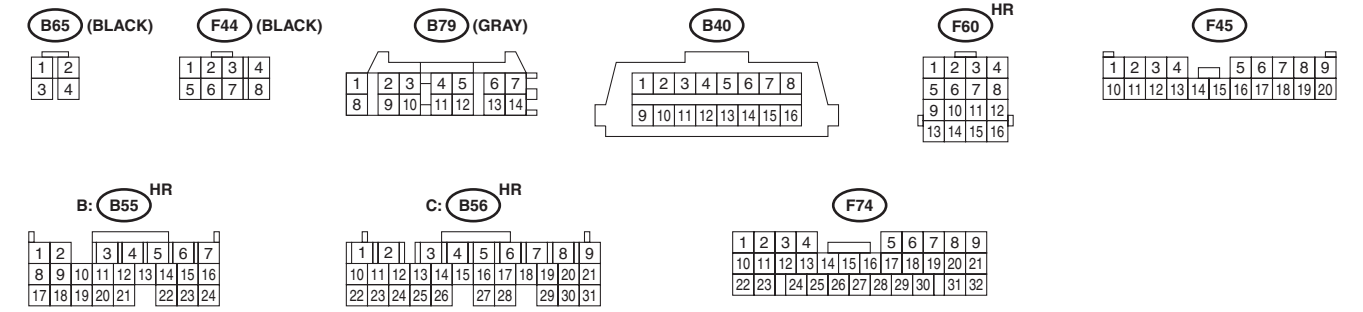 B65 (BLACK)
1 2
3 4
F44 (BLACK)
1 2 3 4
5 6 7 8
B79 (GRAY)
1 2 3 4 5 6 7
8 9 10 11 12 13 14
B40
1 2 3 4 5 6 7 8
9 10 11 12 13 14 15 16
F60 HR
1 2 3 4
5 6 7 8
9 10 11 12
13 14 15 16
F45
1 2 3 4 5 6 7 8 9
10 11 12 13 14 15 16 17 18 19 20
B: B55 HR
1 2 3 4 5 6 7
8 9 10 11 12 13 14 15 16
17 18 19 20 21 22 23 24
C: B56 HR
1 2 3 4 5 6 7 8 9
10 11 12 13 14 15 16 17 18 19 20 21
22 23 24 25 26 27 28 29 30 31
F74
1 2 3 4 5 6 7 8 9
10 11 12 13 14 15 16 17 18 19 20 21
22 23 24 25 26 27 28 29 30 31 32